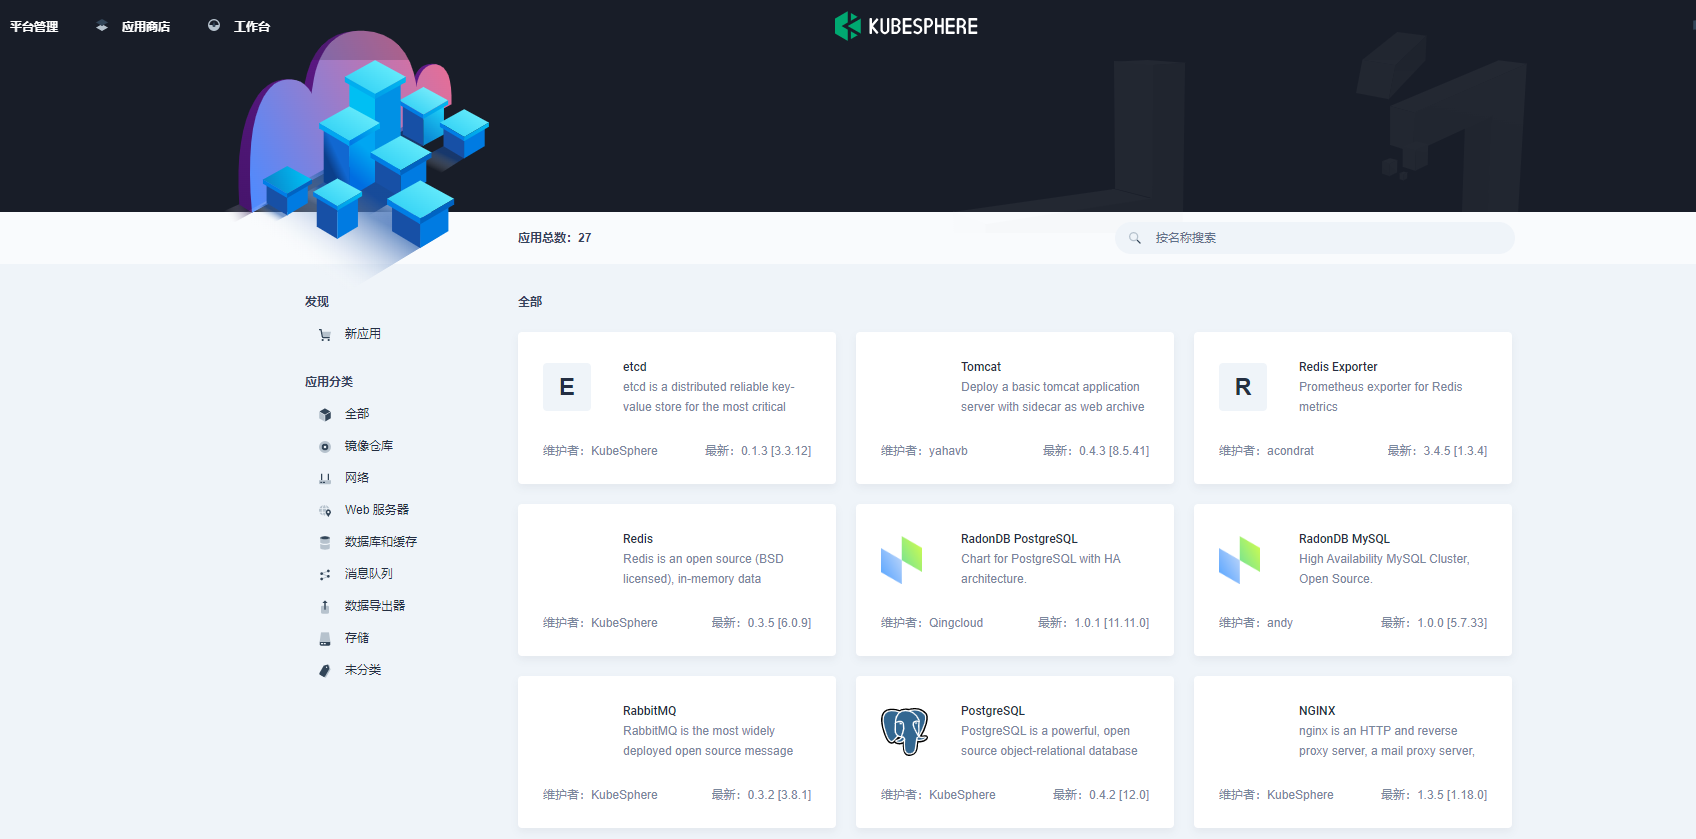 平台管理
应用商店
工作台
KUBESPHERE
应用总数：27
按名称搜索
发现
新应用
应用分类
全部
镜像仓库
网络
Web 服务器
数据库和缓存
消息队列
数据导出器
存储
未分类
全部
E
etcd
etcd is a distributed reliable key-
value store for the most critical
维护者：KubeSphere
最新：0.1.3 [3.3.12]
Tomcat
Deploy a basic tomcat application
server with sidecar as web archive
维护者：yahavb
最新：0.4.3 [8.5.41]
R
Redis Exporter
Prometheus exporter for Redis
metrics
维护者：acondrat
最新：3.4.5 [1.3.4]
Redis
Redis is an open source (BSD
licensed), in-memory data
维护者：KubeSphere
最新：0.3.5 [6.0.9]
RadonDB PostgreSQL
Chart for PostgreSQL with HA
architecture.
维护者：Qingcloud
最新：1.0.1 [11.11.0]
RadonDB MySQL
High Availability MySQL Cluster,
Open Source.
维护者：andy
最新：1.0.0 [5.7.33]
RabbitMQ
RabbitMQ is the most widely
deployed open source message
维护者：KubeSphere
最新：0.3.2 [3.8.1]
PostgreSQL
PostgreSQL is a powerful, open
source object-relational database
维护者：KubeSphere
最新：0.4.2 [12.0]
NGINX
nginx is an HTTP and reverse
proxy server, a mail proxy server,
维护者：KubeSphere
最新：1.3.5 [1.18.0]